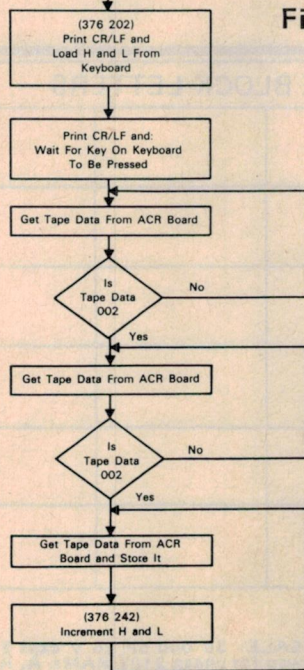 Fi
(376 202)
Print CR/LF and
Load H and L From
Keyboard
Print CR/LF and:
Wait For Key On Keyboard
To Be Pressed
Get Tape Data From ACR Board
Is
Tape Data
002
No
Yes
Get Tape Data From ACR Board
Is
Tape Data
002
No
Yes
Get Tape Data From ACR
Board and Store It
(376 242)
Increment H and L